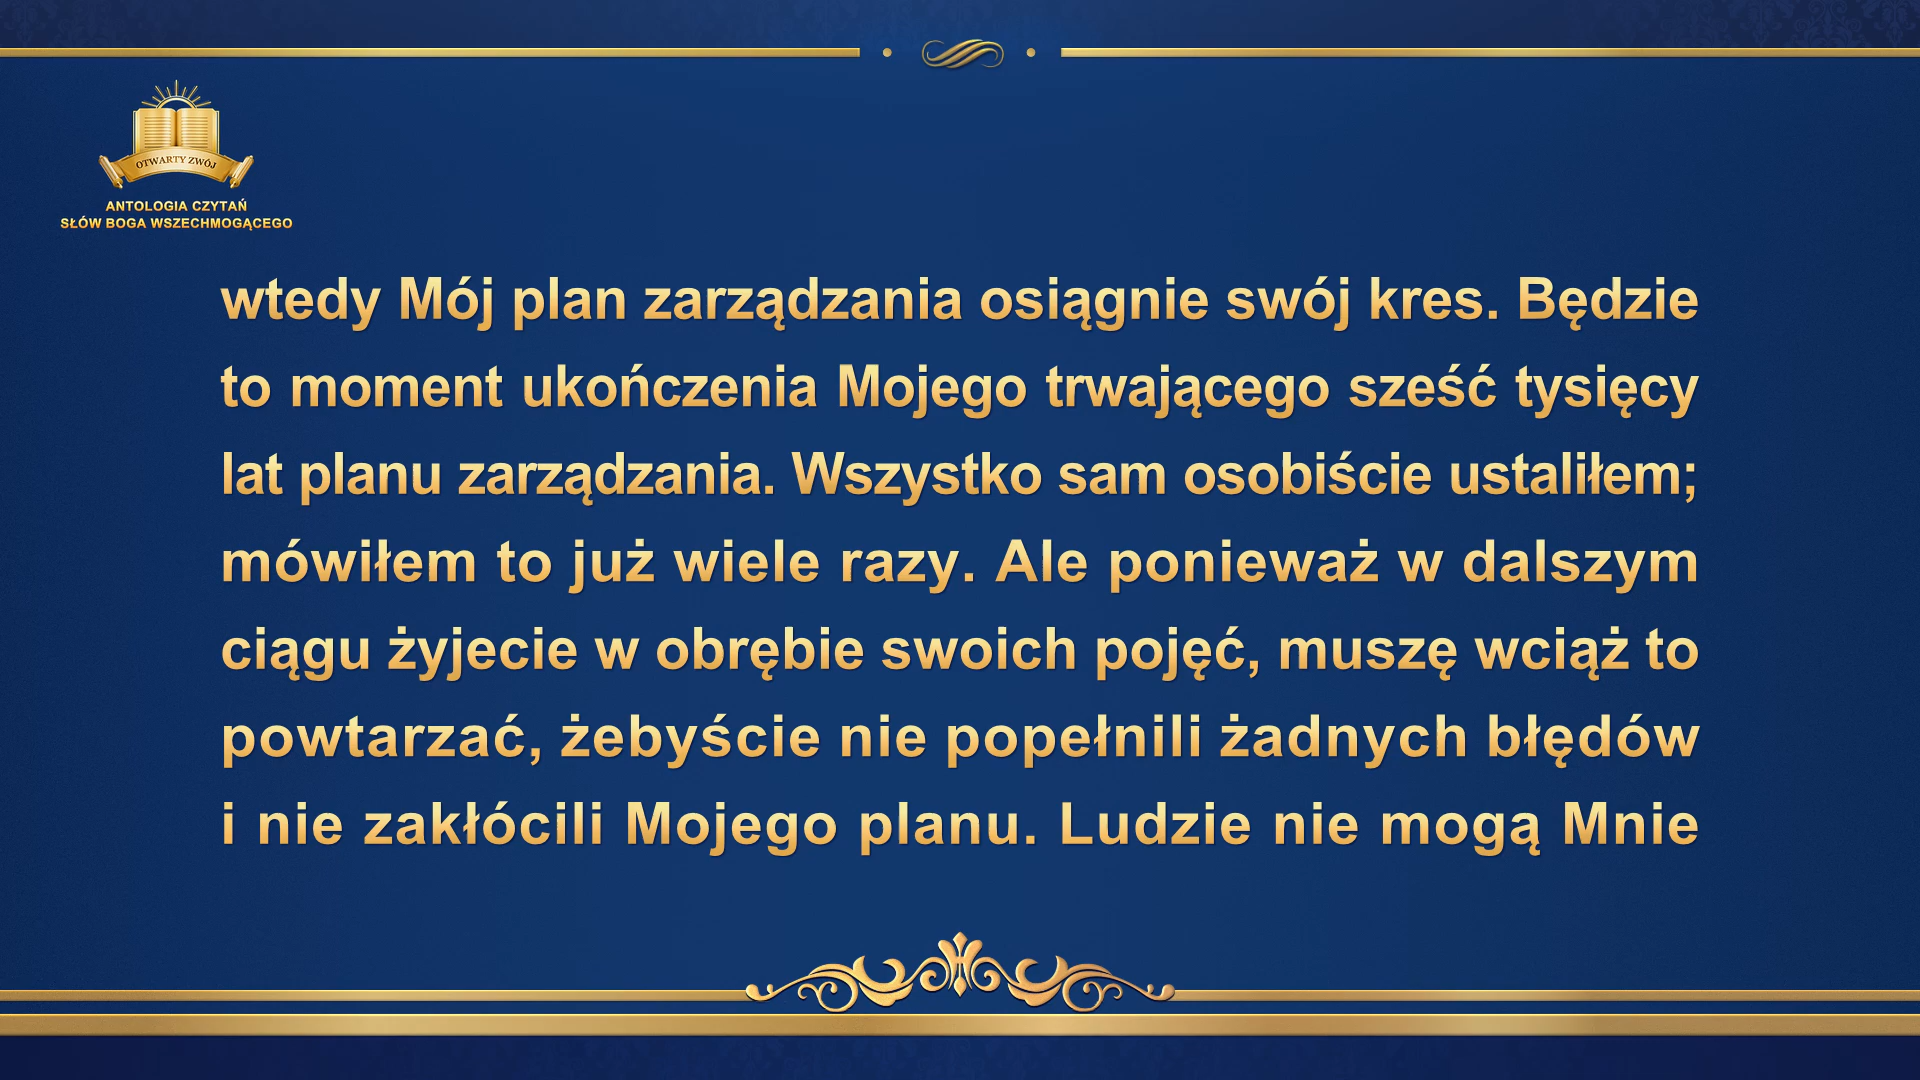 OTWARTY ZWÓJ
ANTOLOGIA CZYTAŃ
SŁÓW BOGA WSZECHMOGĄCEGO
wtedy Mój plan zarządzania osiągnie swój kres. Będzie
to moment ukończenia Mojego trwającego sześć tysięcy
lat planu zarządzania. Wszystko sam osobiście ustaliłem;
mówiłem to już wiele razy. Ale ponieważ w dalszym
ciągu żyjecie w obrębie swoich pojęć, muszę wciąż to
powtarzać, żebyście nie popełnili żadnych błędów
i nie zakłócili Mojego planu. Ludzie nie mogą Mnie